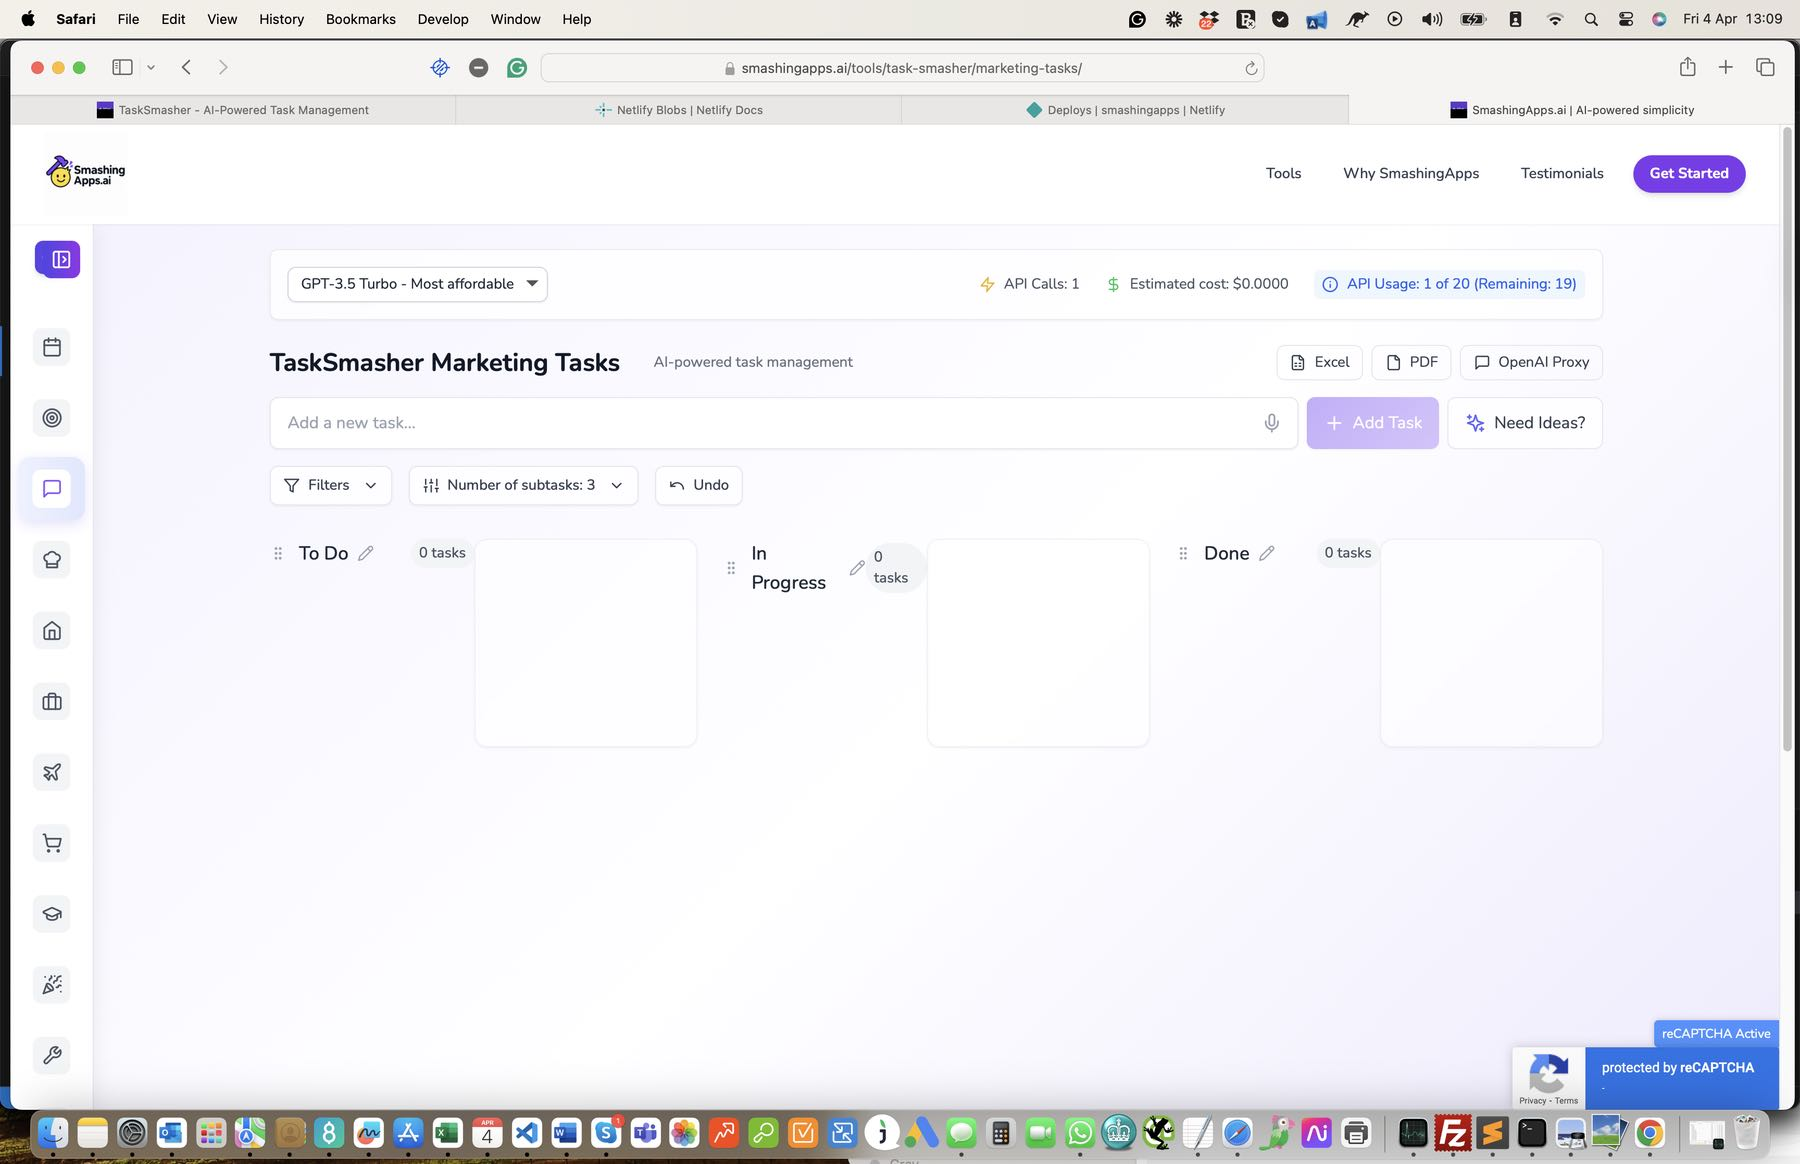 Safari File Edit View History Bookmarks Develop Window Help
22
Fri 4 Apr 13:09
smashingapps.ai/tools/task-smasher/marketing-tasks/
TaskSmasher - AI-Powered Task Management
Netlify Blobs | Netlify Docs
Deploys | smashingapps | Netlify
SmashingApps.ai | AI-powered simplicity
Smashing
Apps.ai
Tools
Why SmashingApps
Testimonials
Get Started
GPT-3.5 Turbo - Most affordable
API Calls: 1
Estimated cost: $0.0000
API Usage: 1 of 20 (Remaining: 19)
TaskSmasher Marketing Tasks
AI-powered task management
Excel
PDF
OpenAI Proxy
Add a new task...
Add Task
Need Ideas?
Filters
Number of subtasks: 3
Undo
To Do
0 tasks
In
Progress
0
tasks
Done
0 tasks
reCAPTCHA Active
protected by reCAPTCHA
Privacy - Terms
APR
4
1